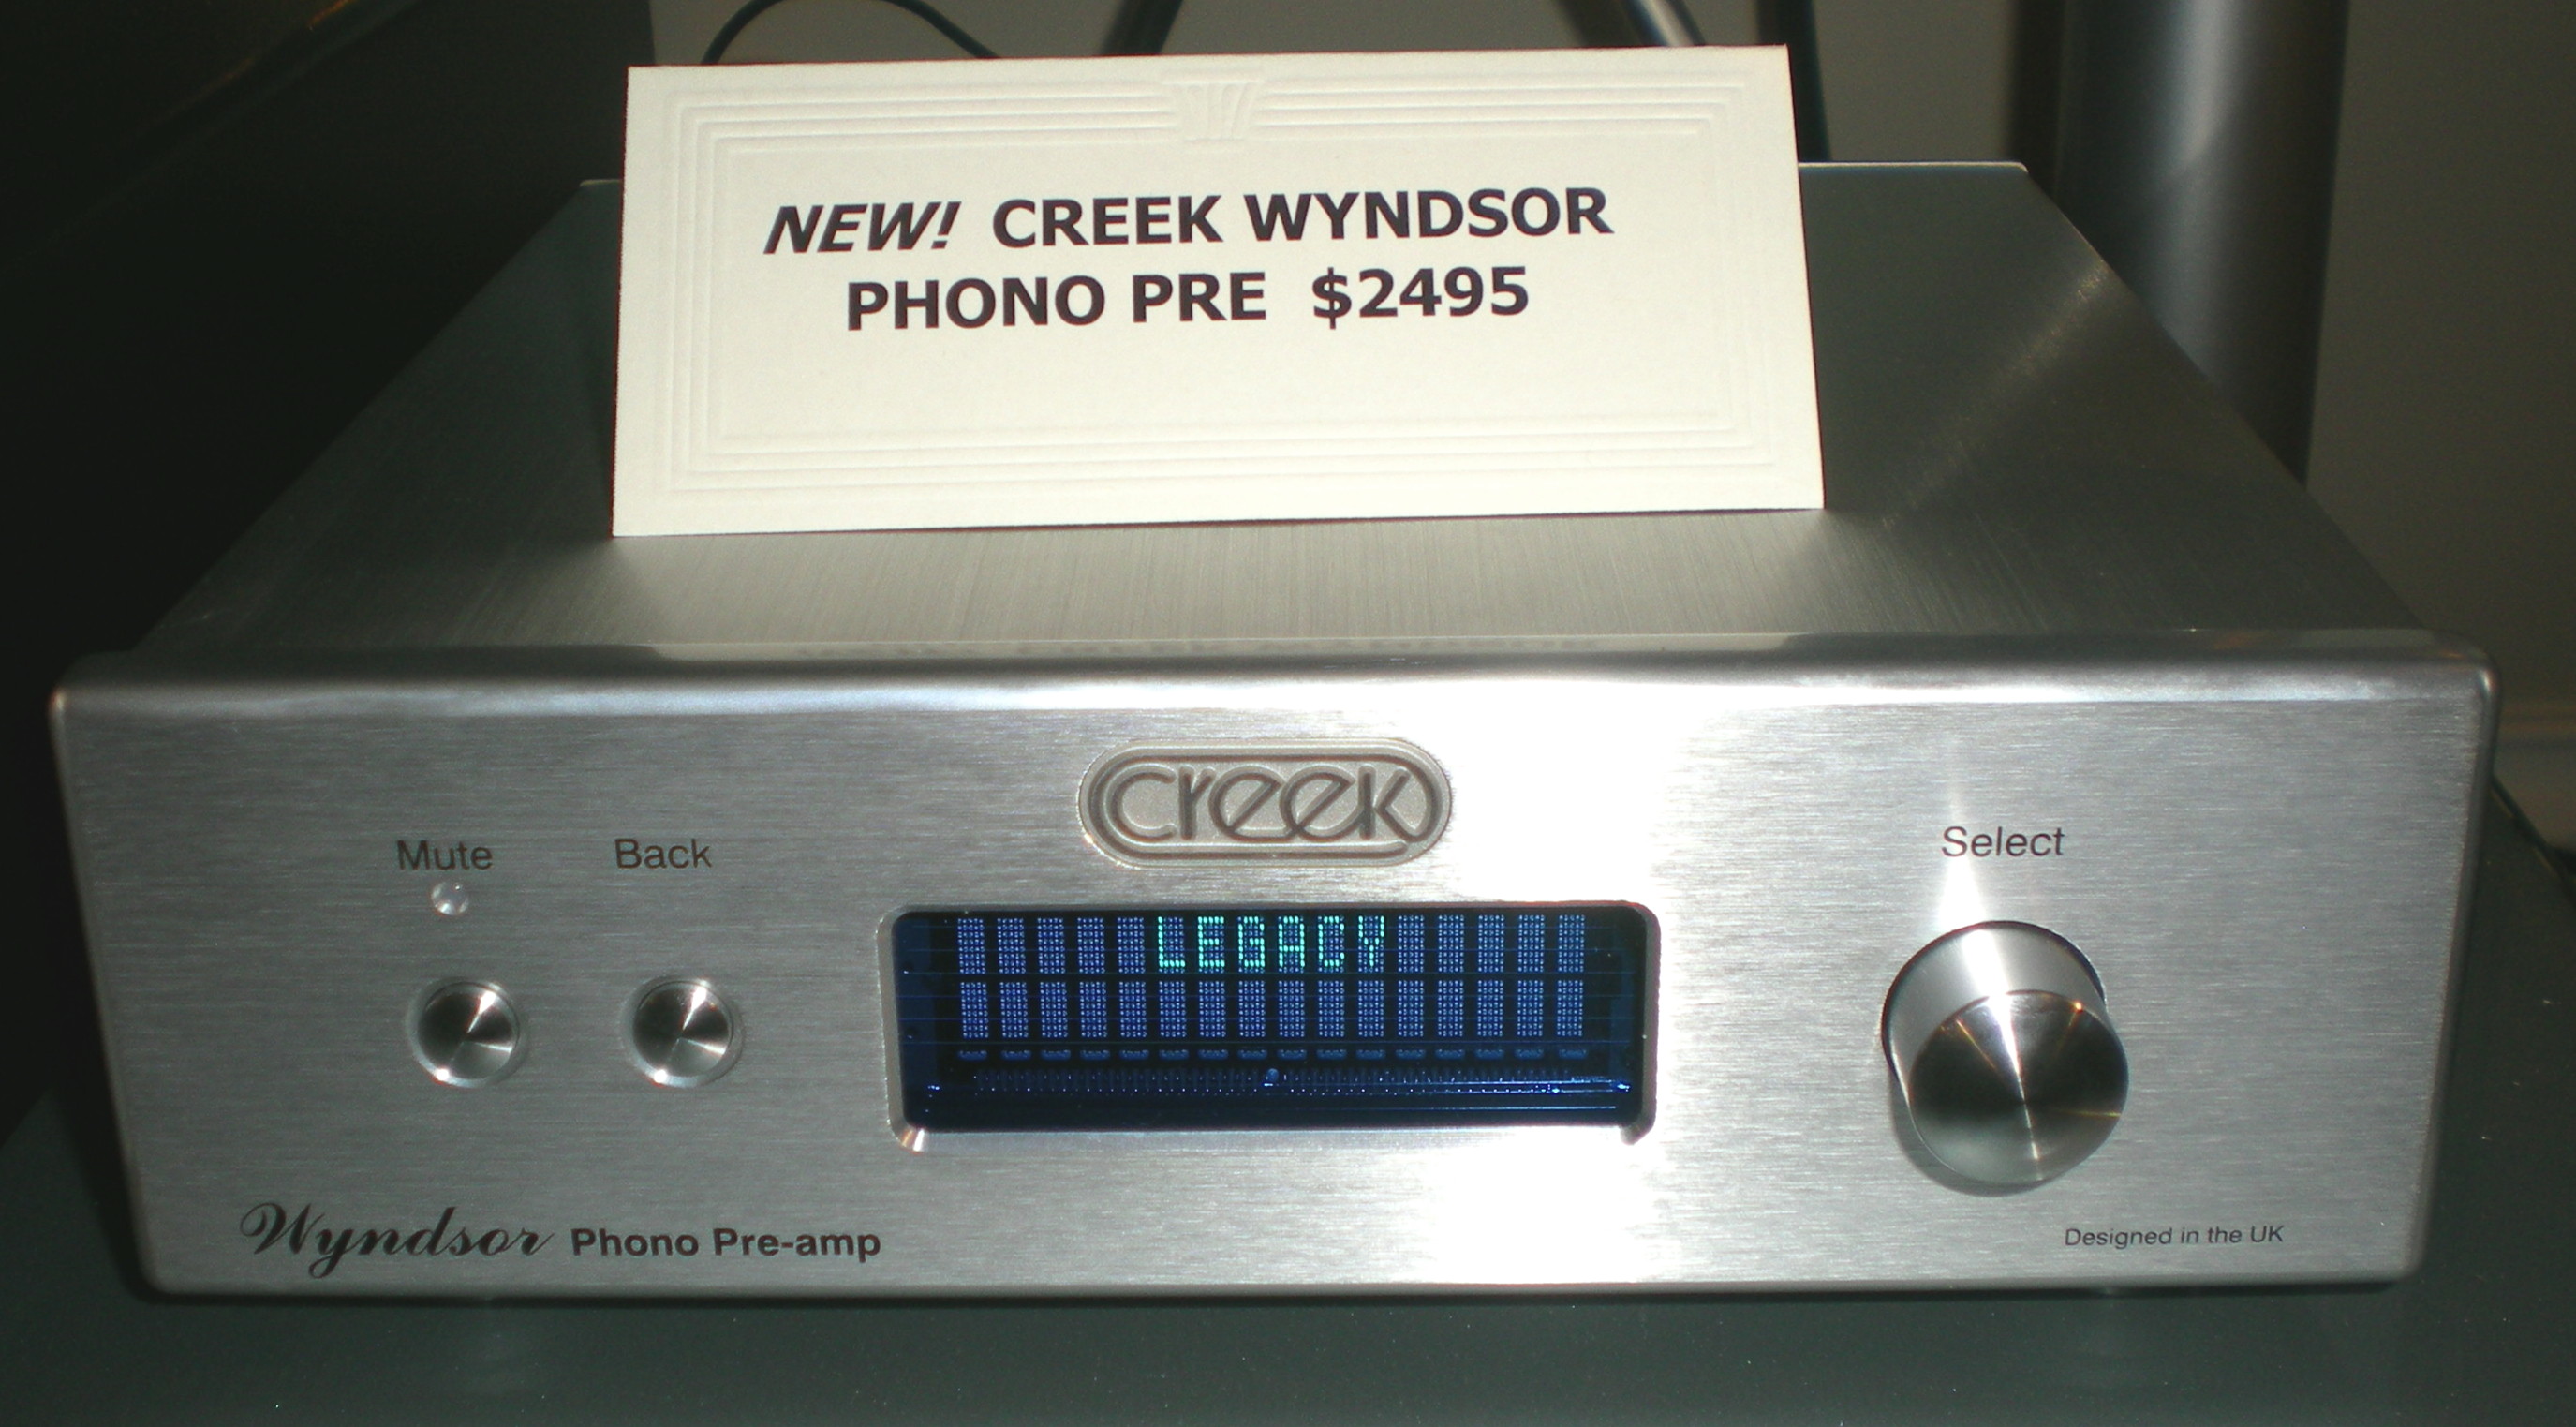 NEW! CREEK WYNDSOR
PHONO PRE $2495
creek
Mute
Back
Select
LEGACY
Wyndsor Phono Pre-amp
Designed in the UK